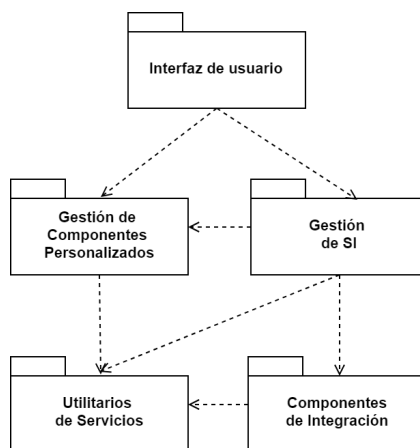 Interfaz de usuario
Gestión de
Componentes
Personalizados
Gestión
de SI
Utilitarios
de Servicios
Componentes
de Integración